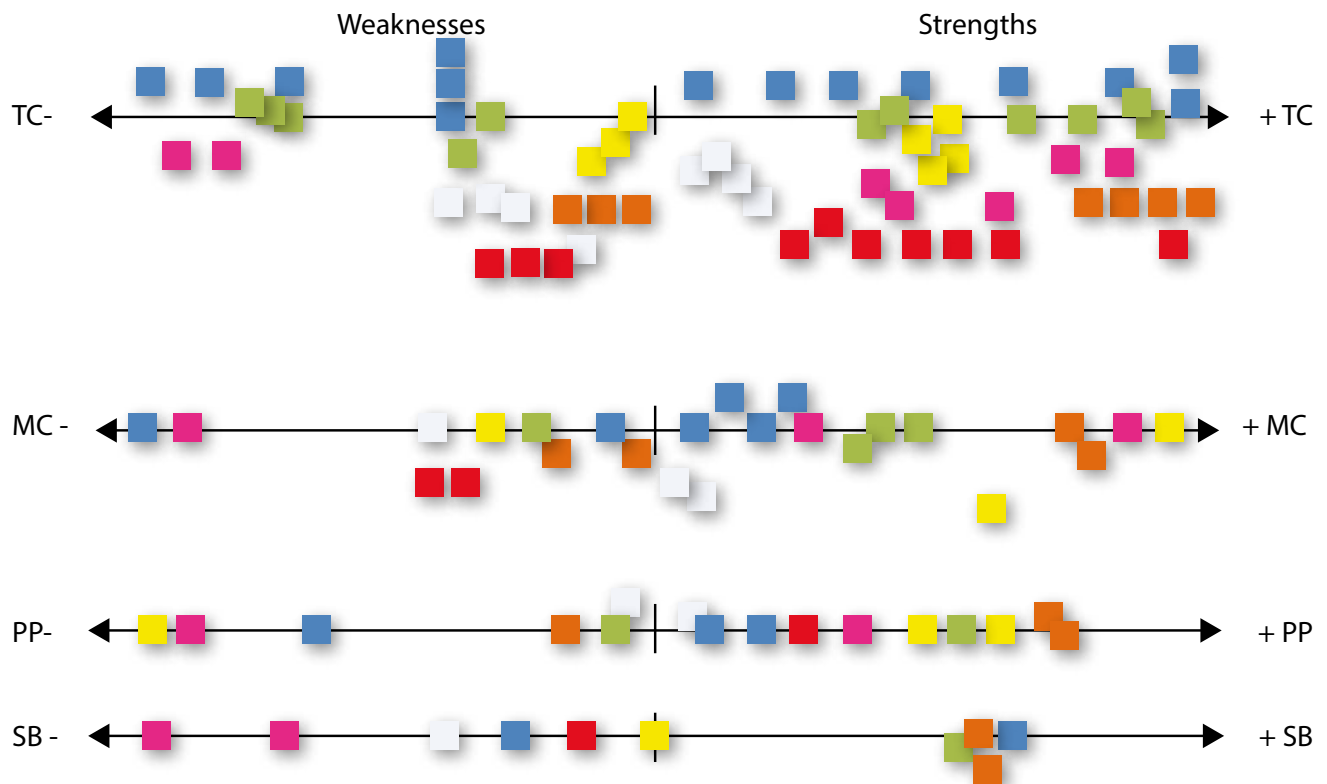 Weaknesses Strengths
TC- + TC
MC - + MC
PP- + PP
SB - + SB